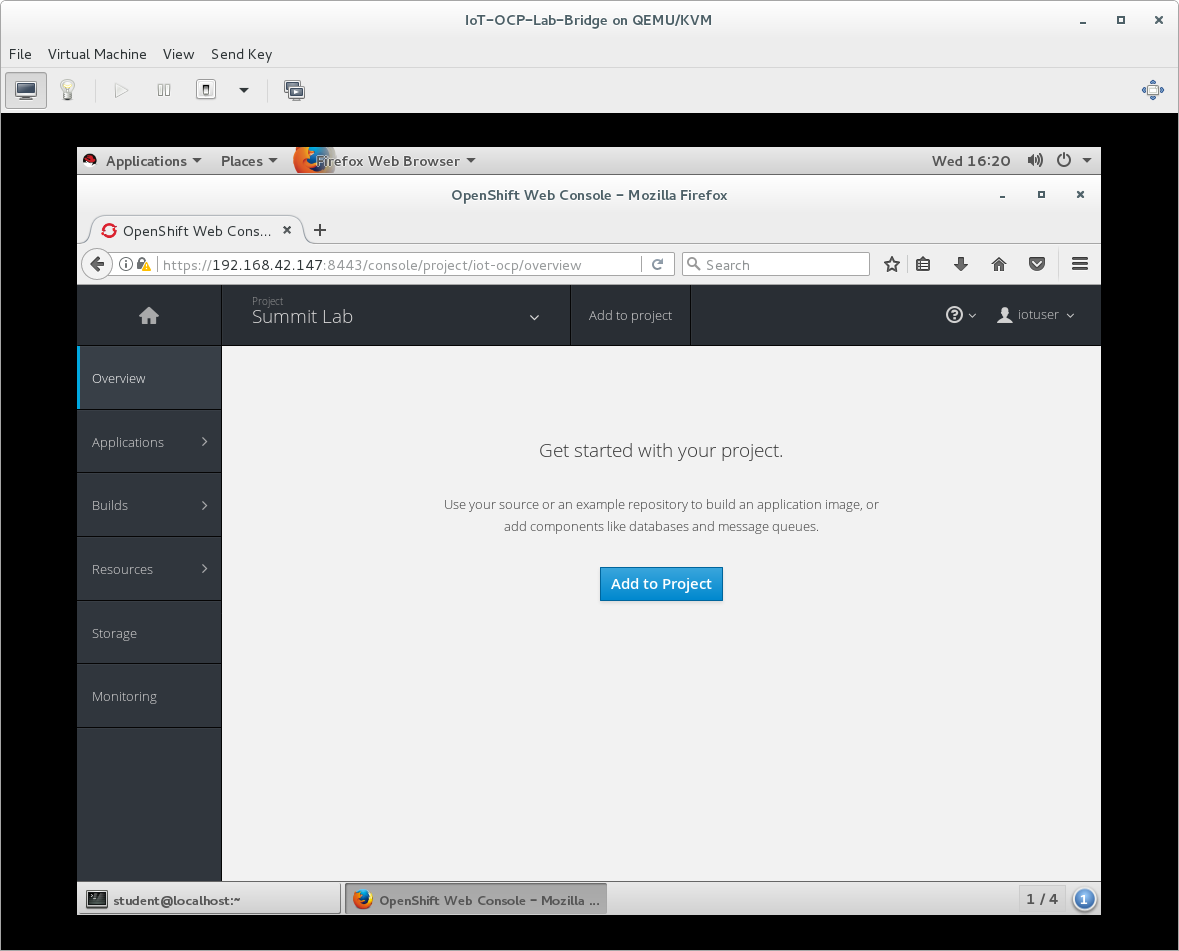 IoT-OCP-Lab-Bridge on QEMU/KVM
File Virtual Machine View Send Key
Applications Places Firefox Web Browser Wed 16:20
OpenShift Web Console - Mozilla Firefox
OpenShift Web Cons...
https://192.168.42.147:8443/console/project/iot-ocp/overview Search
Project
Summit Lab Add to project iotuser
Overview
Applications
Builds
Resources
Storage
Monitoring
Get started with your project.
Use your source or an example repository to build an application image, or
add components like databases and message queues.
Add to Project
student@localhost:~ OpenShift Web Console - Mozilla ... 1 / 4 1